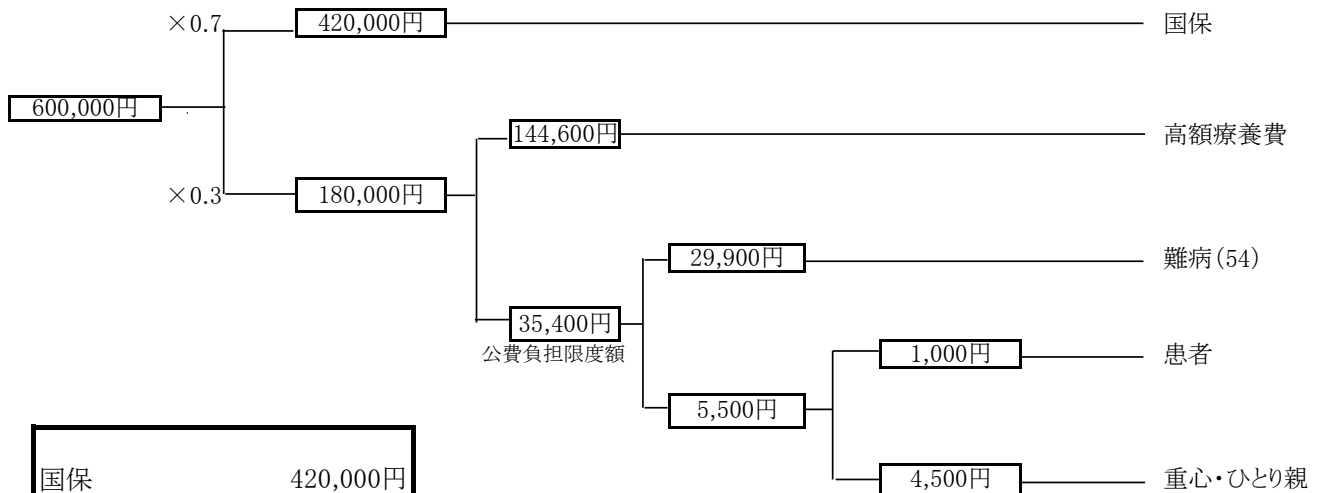 ×0.7 420,000円 国保
600,000円
144,600円 高額療養費
×0.3 180,000円
29,900円 難病(54)
35,400円
公費負担限度額
1,000円 患者
5,500円
国保 420,000円
4,500円 重心・ひとり親